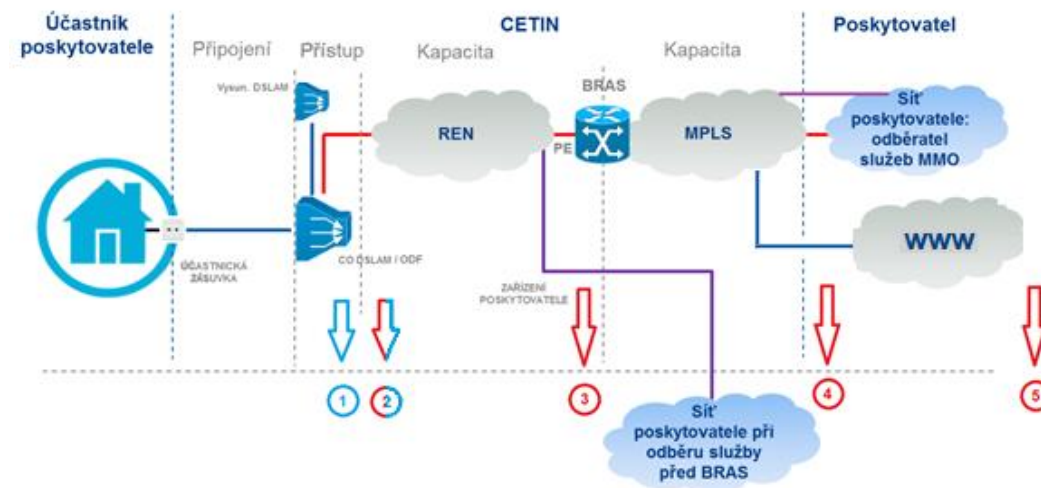 Účastník
poskytovatele
CETIN
Poskytovatel
Připojení
Přístup
Kapacita
Kapacita
Vysun. DSLAM
BRAS
REN
PE
MPLS
Síť
poskytovatele:
odběratel
služeb MMO
WWW
ÚČASTNICKÁ
ZÁSUVKA
CO DSLAM / ODF
ZAŘÍZENÍ
POSKYTOVATELE
1
2
3
4
5
Síť
poskytovatele při
odběru služby
před BRAS